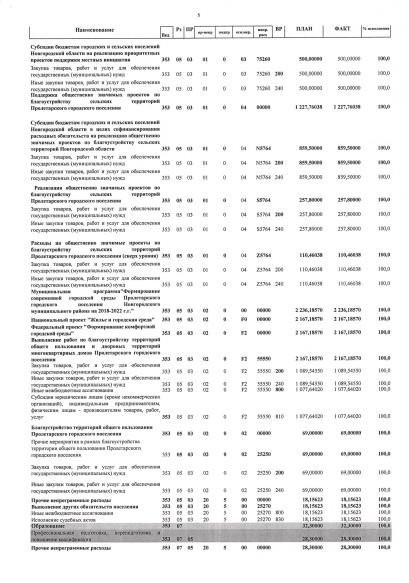 5
Наименование Вед Рз ПР пр-непр подпр осн.мер. напр. расх ВР ПЛАН ФАКТ % исполнения
Субсидии бюджетам городских и сельских поселений
Новгородской области на реализацию приоритетных
проектов поддержки местных инициатив 353 05 03 01 0 03 75260 500,00000 500,00000 100,0
Закупка товаров, работ и услуг для обеспечения
государственных (муниципальных) нужд 353 05 03 01 0 03 75260 200 500,00000 500,00000 100,0
Иные закупки товаров, работ и услуг для обеспечения
государственных (муниципальных) нужд 353 05 03 01 0 03 75260 240 500,00000 500,00000 100,0
Поддержка общественно значимых проектов по
благоустройству сельских территорий
Пролетарского городского поселения 353 05 03 01 0 04 00000 1 227,76038 1 227,76038 100,0
Субсидии бюджетам городских и сельских поселений
Новгородской области в целях софинансирования
расходных обязательств на реализацию общественно
значимых проектов по благоустройству сельских
территорий Новгородской области 353 05 03 01 0 04 N5764 859,50000 859,50000 100,0
Закупка товаров, работ и услуг для обеспечения
государственных (муниципальных) нужд 353 05 03 01 0 04 N5764 200 859,50000 859,50000 100,0
Иные закупки товаров, работ и услуг для обеспечения
государственных (муниципальных) нужд 353 05 03 01 0 04 N5764 240 859,50000 859,50000 100,0
Реализация общественно значимых проектов по
благоустройству сельских территорий
Пролетарского городского поселения 353 05 03 01 0 04 S5764 257,80000 257,80000 100,0
Закупка товаров, работ и услуг для обеспечения
государственных (муниципальных) нужд 353 05 03 01 0 04 S5764 200 257,80000 257,80000 100,0
Иные закупки товаров, работ и услуг для обеспечения
государственных (муниципальных) нужд 353 05 03 01 0 04 S5764 240 257,80000 257,80000 100,0
Расходы на общественно значимые проекты на
благоустройству сельских территорий
Пролетарского городского поселения (сверх уровня) 353 05 03 01 0 04 Z5764 110,46038 110,46038 100,0
Закупка товаров, работ и услуг для обеспечения
государственных (муниципальных) нужд 353 05 03 01 0 04 Z5764 200 110,46038 110,46038 100,0
Иные закупки товаров, работ и услуг для обеспечения
государственных (муниципальных) нужд 353 05 03 01 0 04 Z5764 240 110,46038 110,46038 100,0
Муниципальная программа"Формирование
современной городской среды Пролетарского
городского поселения Новгородского
муниципального района на 2018-2022 г.г." 353 05 03 02 0 00 00000 2 236,18570 2 236,18570 100,0
Национальный проект "Жилье и городская среда" 353 05 03 02 0 F0 00000 2 167,18570 2 167,18570 100,0
Федеральный проект "Формирование комфортной
городской среды" 353 05 03 02 0 F2 00000 2 167,18570 2 167,18570 100,0
Выполнение работ по благоустройству территорий
общего пользования и дворовых территорий
многоквартирных домов Пролетарского городского
поселения 353 05 03 02 0 F2 55550 2 167,18570 2 167,18570 100,0
Закупка товаров, работ и услуг для обеспечения
государственных (муниципальных) нужд 353 05 03 02 0 F2 55550 200 1 089,54550 1 089,54550 100,0
Иные закупки товаров, работ и услуг для обеспечения
государственных (муниципальных) нужд 353 05 03 02 0 F2 55550 240 1 089,54550 1 089,54550 100,0
Иные межбюджетные ассигнования 353 05 03 02 0 F2 55550 800 1 077,64020 1 077,64020 100,0
Субсидии юридическим лицам (кроме некоммерческих
организаций), индивидуальным предпринимателям,
физическим лицам - производителям товаров, работ,
услуг 353 05 03 02 0 F2 55550 810 1 077,64020 1 077,64020 100,0
Благоустройство территорий общего пользования
Пролетарского городского поселения 353 05 03 02 0 02 00000 69,00000 69,00000 100,0
Прочие мероприятия в рамках благоустройства
территории общего пользования Пролетарского
городского поселения 353 05 03 02 0 02 25250 69,00000 69,00000 100,0
Закупка товаров, работ и услуг для обеспечения
государственных (муниципальных) нужд 353 05 03 02 0 02 25250 200 69,00000 69,00000 100,0
Иные закупки товаров, работ и услуг для обеспечения
государственных (муниципальных) нужд 353 05 03 02 0 02 25250 240 69,00000 69,00000 100,0
Прочие непрограммные расходы 353 05 03 20 5 00 00000 18,15623 18,15623 100,0
Выполнение других обязательств поселения 353 05 03 20 5 00 25270 18,15623 18,15623 100,0
Иные межбюджетные ассигнования 353 05 03 20 5 00 25270 800 18,15623 18,15623 100,0
Исполнение судебных актов 353 05 03 20 5 00 25270 830 18,15623 18,15623 100,0
Образование 353 07 32,30000 32,30000 100,0
Профессиональная подготовка, переподготовка и
повышение квалификации 353 07 05 28,30000 28,30000 100,0
Прочие непрограммные расходы 353 07 05 20 5 00 00000 28,30000 28,30000 100,0